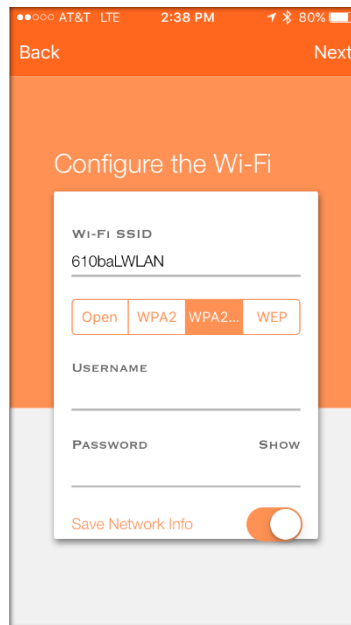 AT&T LTE 2:38 PM 80%
Back Next
Configure the Wi-Fi
WI-FI SSID
610baLWLAN
Open WPA2 WPA2... WEP
USERNAME
PASSWORD SHOW
Save Network Info